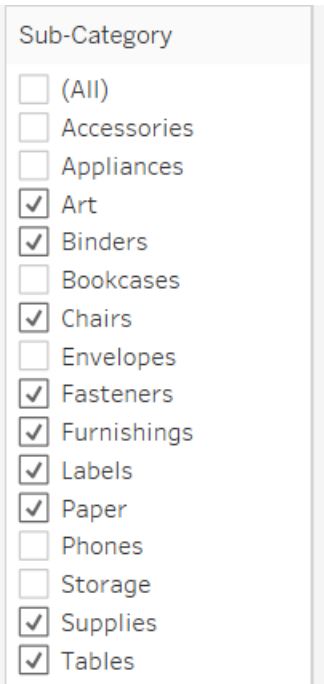 Sub-Category
(All)
Accessories
Appliances
Art
Binders
Bookcases
Chairs
Envelopes
Fasteners
Furnishings
Labels
Paper
Phones
Storage
Supplies
Tables